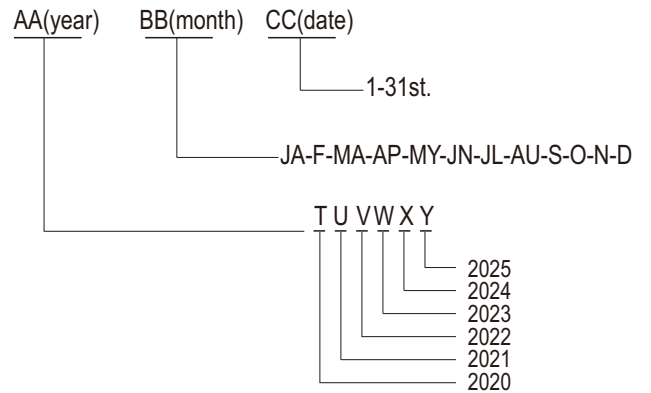 AA(year) BB(month) CC(date)
1-31st.
JA-F-MA-AP-MY-JN-JL-AU-S-O-N-D
T U V W X Y
2025
2024
2023
2022
2021
2020